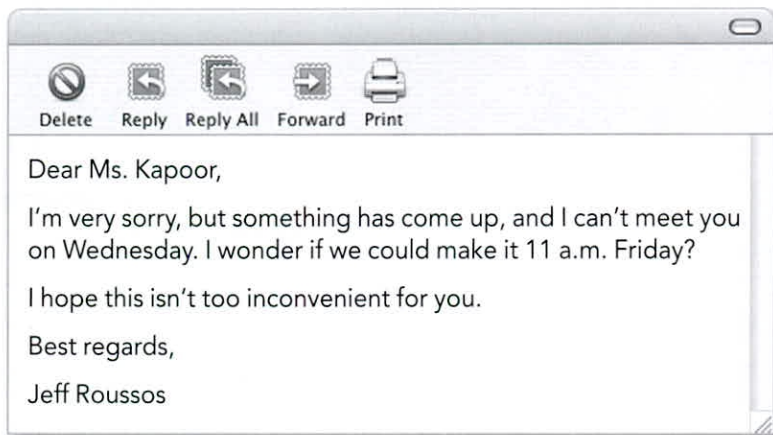 Delete Reply Reply All Forward Print
Dear Ms. Kapoor,
I'm very sorry, but something has come up, and I can't meet you
on Wednesday. I wonder if we could make it 11 a.m. Friday?
I hope this isn't too inconvenient for you.
Best regards,
Jeff Roussos